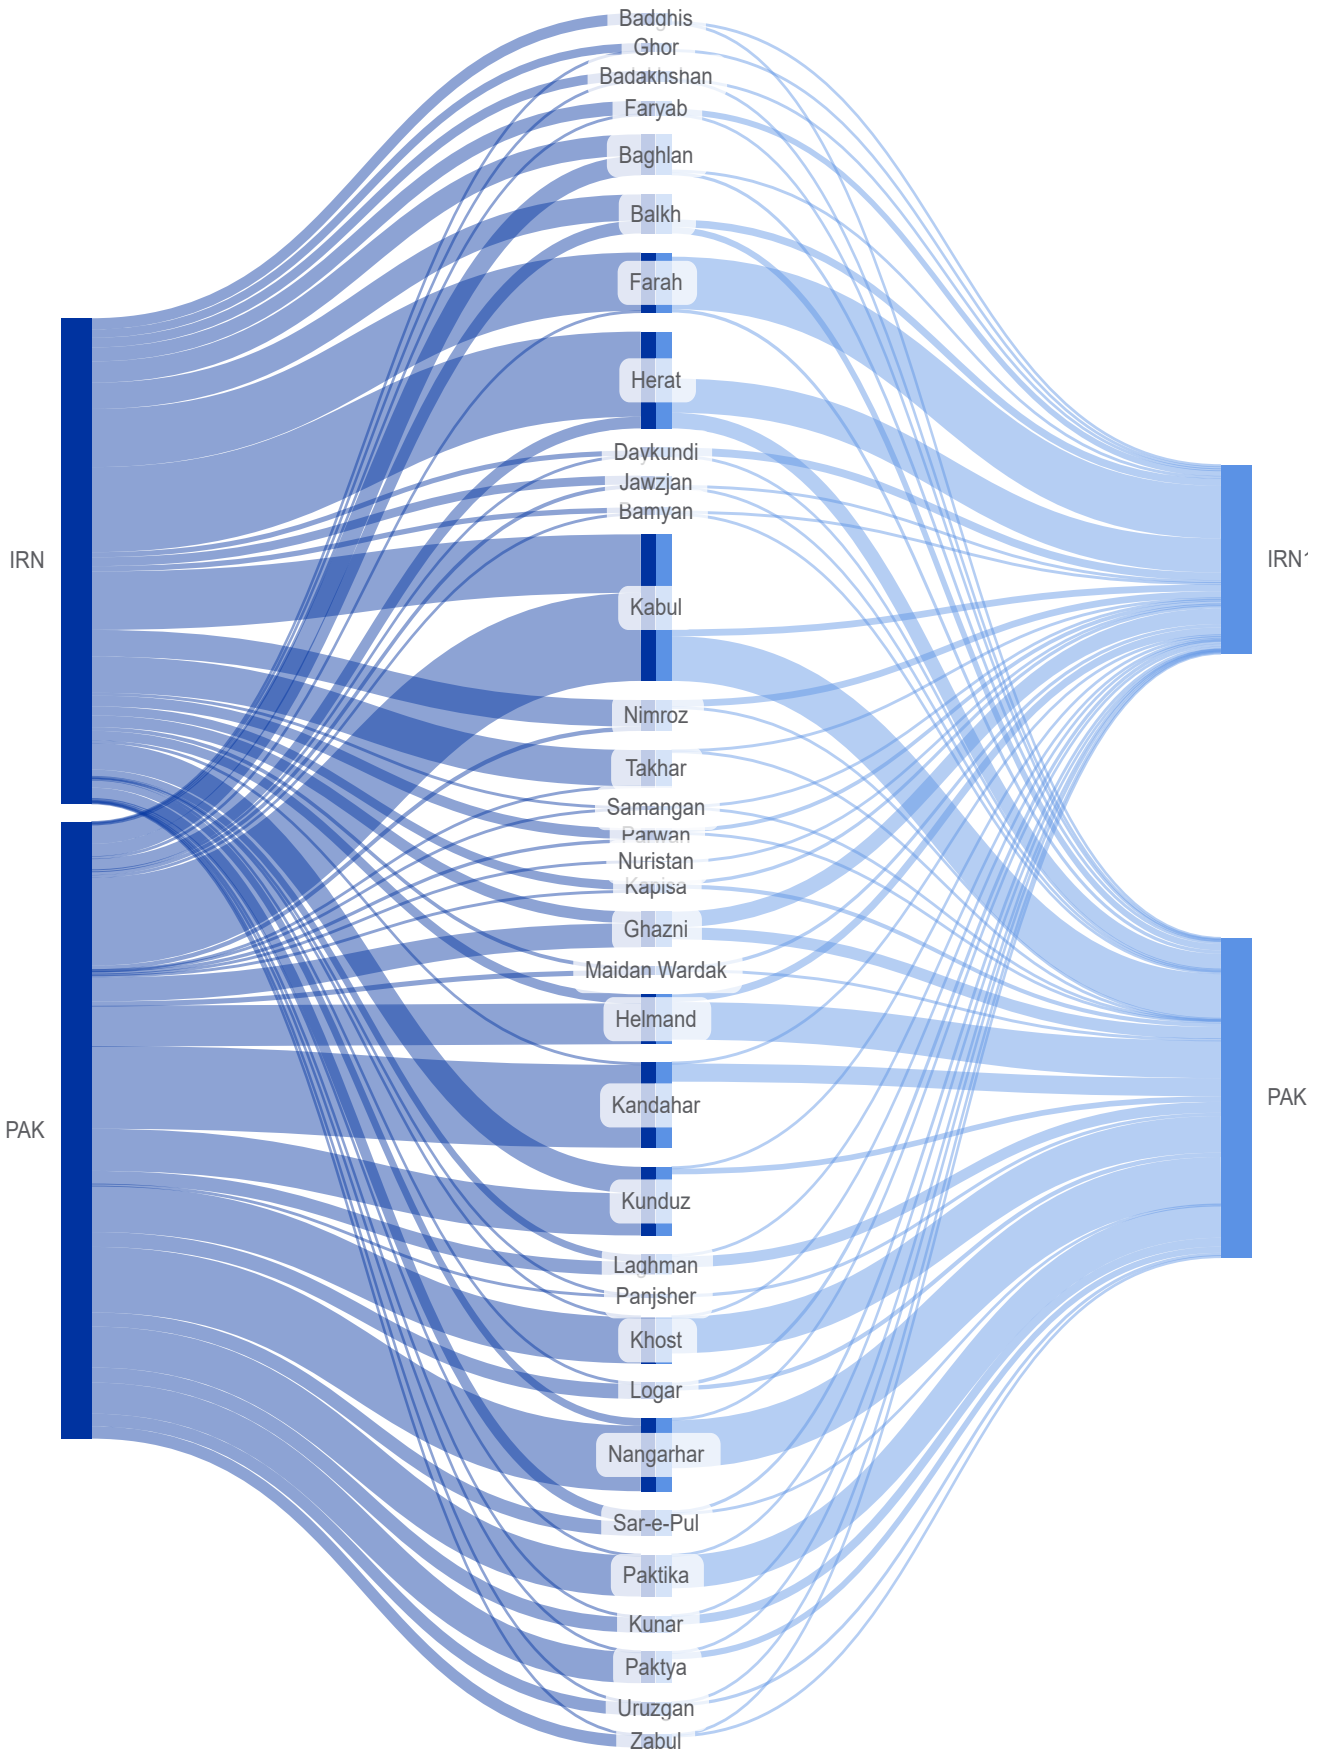 Badghis
Ghor
Badakhshan
Faryab
Baghlan
Balkh
Farah
Herat
Daykundi
Jawzjan
Bamyan
IRN
IRN1
Kabul
Nimroz
Takhar
Samangan
Parwan
Nuristan
Kapisa
Ghazni
Maidan Wardak
Helmand
Kandahar
PAK
PAK
Kunduz
Laghman
Panjsher
Khost
Logar
Nangarhar
Sar-e-Pul
Paktika
Kunar
Paktya
Uruzgan
Zabul